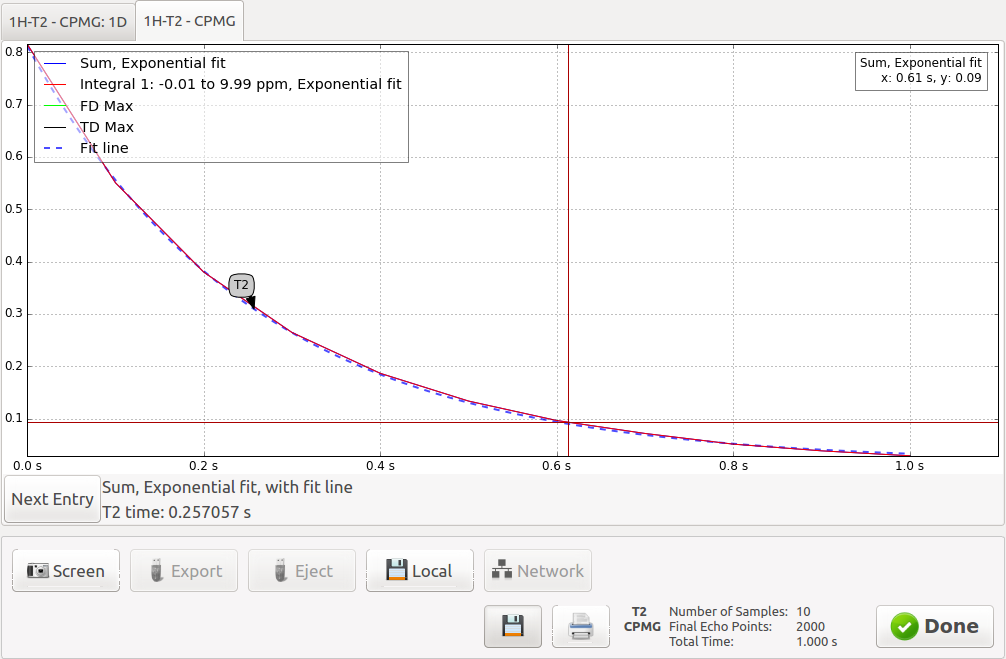 1H-T2 - CPMG: 1D
1H-T2 - CPMG
Sum, Exponential fit
Integral 1: -0.01 to 9.99 ppm, Exponential fit
FD Max
TD Max
Fit line
Sum, Exponential fit
x: 0.61 s, y: 0.09
0.8
0.7
0.6
0.5
0.4
0.3
0.2
0.1
T2
0.0 s
0.2 s
0.4 s
0.6 s
0.8 s
1.0 s
Next Entry
Sum, Exponential fit, with fit line
T2 time: 0.257057 s
Screen
Export
Eject
Local
Network
T2
CPMG
Number of Samples: 10
Final Echo Points: 2000
Total Time: 1.000 s
Done